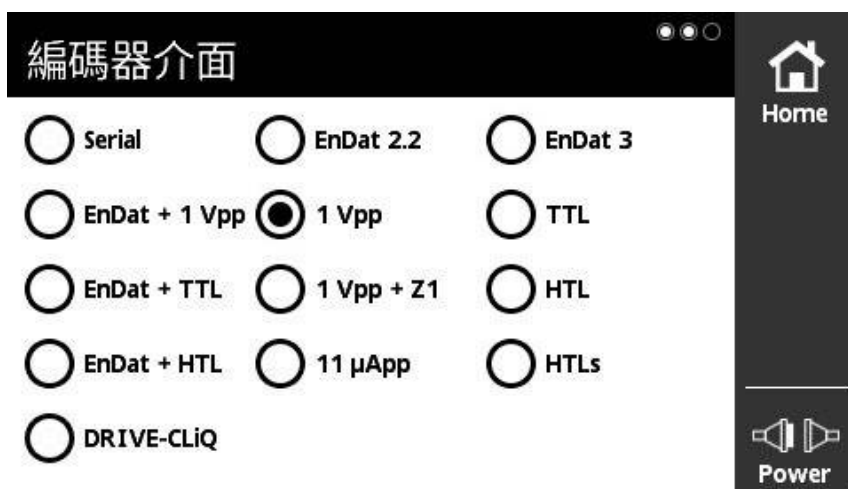 編碼器介面
Home
Serial
EnDat 2.2
EnDat 3
EnDat + 1 Vpp
1 Vpp
TTL
EnDat + TTL
1 Vpp + Z1
HTL
EnDat + HTL
11 µApp
HTLs
DRIVE-CLiQ
Power